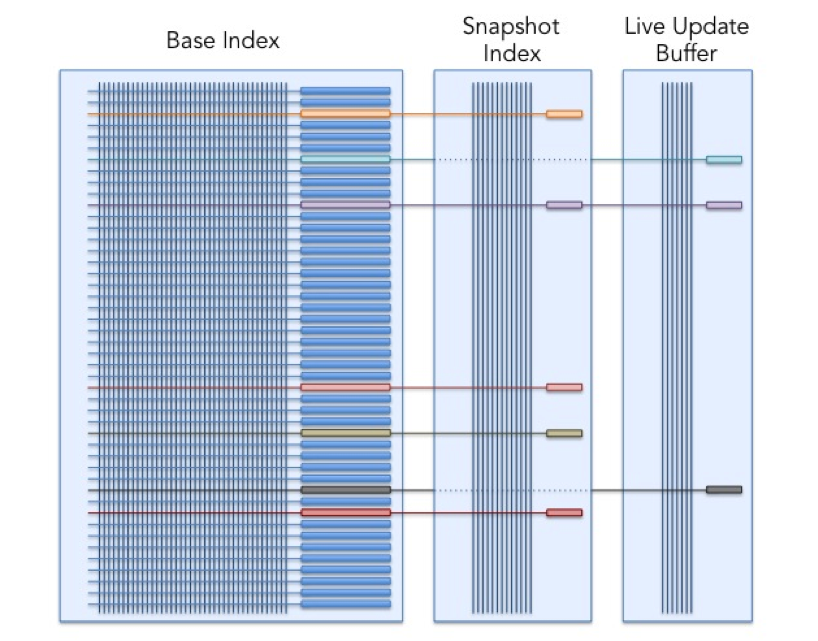 Base Index
Snapshot
Index
Live Update
Buffer